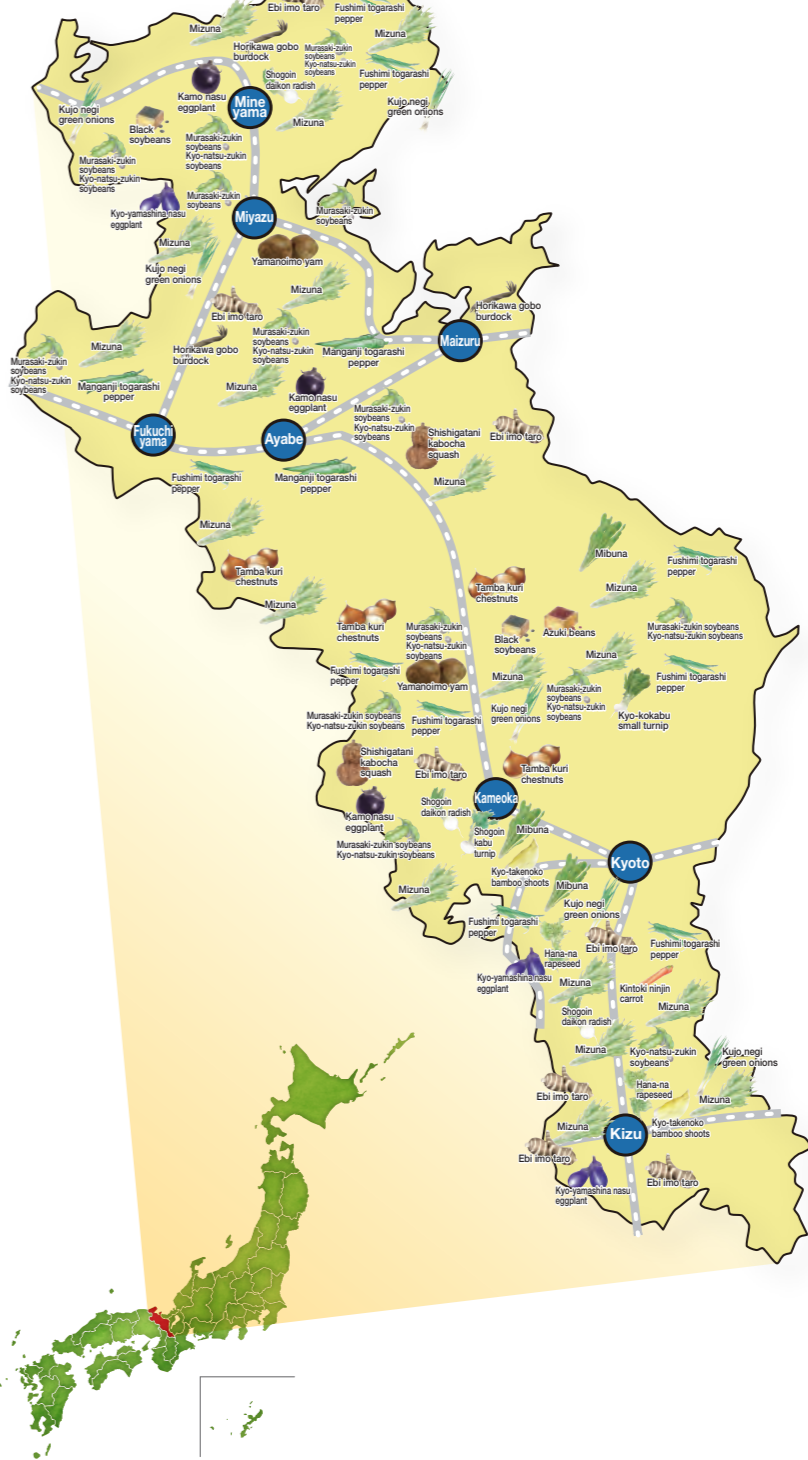 Ebi imo taro
Fushimi togarashi
pepper
Mizuna
Horikawa gobo
burdock
Murasaki-zukin
soybeans
Kyo-natsu-zukin
soybeans
Mizuna
Fushimi togarashi
pepper
Kamo nasu
eggplant
Shogoin
daikon radish
Mine
yama
Kujo negi
green onions
Kujo negi
green onions
Black
soybeans
Mizuna
Murasaki-zukin
soybeans
Kyo-natsu-zukin
soybeans
Murasaki-zukin
soybeans
Kyo-natsu-zukin
soybeans
Murasaki-zukin
soybeans
Kyo-yamashina nasu
eggplant
Miyazu
Murasaki-zukin
soybeans
Mizuna
Yamanoimo yam
Kujo negi
green onions
Mizuna
Ebi imo taro
Horikawa gobo
burdock
Maizuru
Murasaki-zukin
soybeans
Kyo-natsu-zukin
soybeans
Horikawa gobo
burdock
Manganji togarashi
pepper
Mizuna
Murasaki-zukin
soybeans
Kyo-natsu-zukin
soybeans
Manganji togarashi
pepper
Mizuna
Kamo nasu
eggplant
Murasaki-zukin
soybeans
Kyo-natsu-zukin
soybeans
Fukuchi
yama
Ayabe
Shishigatani
kabocha
squash
Ebi imo taro
Fushimi togarashi
pepper
Manganji togarashi
pepper
Mizuna
Mizuna
Mibuna
Fushimi togarashi
pepper
Tamba kuri
chestnuts
Tamba kuri
chestnuts
Mizuna
Mizuna
Tamba kuri
chestnuts
Murasaki-zukin
soybeans
Kyo-natsu-zukin
soybeans
Black
soybeans
Azuki beans
Murasaki-zukin soybeans
Kyo-natsu-zukin soybeans
Mizuna
Fushimi togarashi
pepper
Yamanoimo yam
Mizuna
Murasaki-zukin
soybeans
Kyo-natsu-zukin
soybeans
Fushimi togarashi
pepper
Murasaki-zukin soybeans
Kyo-natsu-zukin soybeans
Fushimi togarashi
pepper
Kujo negi
green onions
Kyo-kokabu
small turnip
Shishigatani
kabocha
squash
Ebi imo taro
Tamba kuri
chestnuts
Kameoka
Kamo nasu
eggplant
Shogoin
daikon radish
Shogoin
kabu
turnip
Mibuna
Murasaki-zukin soybeans
Kyo-natsu-zukin soybeans
Kyoto
Kyo-takenoko
bamboo shoots
Mibuna
Mizuna
Kujo negi
green onions
Fushimi togarashi
pepper
Ebi imo taro
Fushimi togarashi
pepper
Hana-na
rapeseed
Kyo-yamashina nasu
eggplant
Mizuna
Kintoki ninjin
carrot
Mizuna
Shogoin
daikon radish
Mizuna
Kyo-natsu-zukin
soybeans
Kujo negi
green onions
Hana-na
rapeseed
Ebi imo taro
Mizuna
Mizuna
Kizu
Kyo-takenoko
bamboo shoots
Ebi imo taro
Kyo-yamashina nasu
eggplant
Ebi imo taro